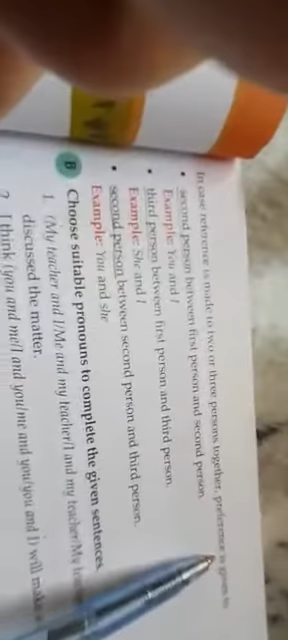 In case reference is made to two or three persons together, preference is given to
• second person between first person and second person.
Example: You and I
• third person between first person and third person.
Example: She and I
• second person between second person and third person.
Example: You and she
B Choose suitable pronouns to complete the given sentences.
1. (My teacher and I/Me and my teacher/I and my teacher/My
discussed the matter.
2. I think (you and me/I and you/me and you/you and I) will make